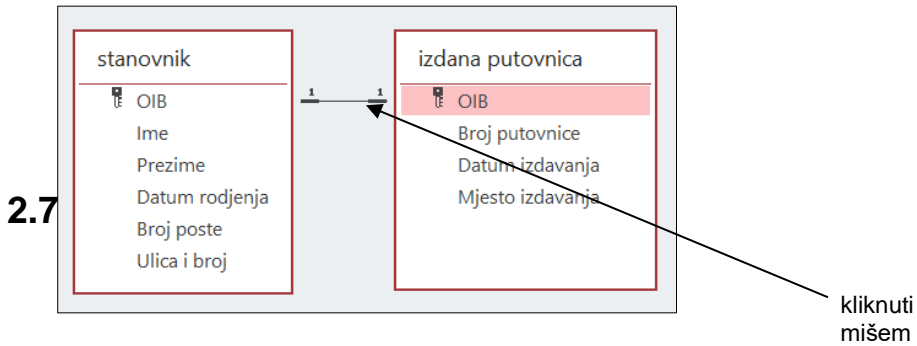 stanovnik
OIB
Ime
Prezime
Datum rodjenja
Broj poste
Ulica i broj
1 1
izdana putovnica
OIB
Broj putovnice
Datum izdavanja
Mjesto izdavanja
2.7
kliknuti
mišem